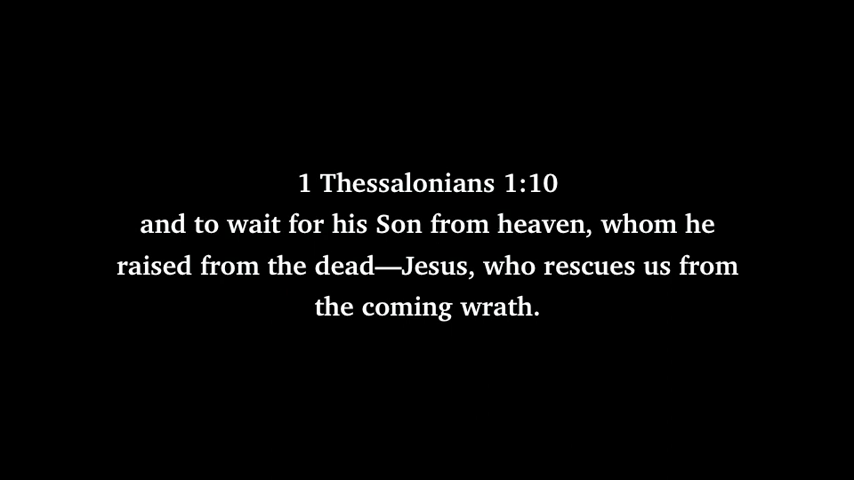 1 Thessalonians 1:10
and to wait for his Son from heaven, whom he
raised from the dead—Jesus, who rescues us from
the coming wrath.